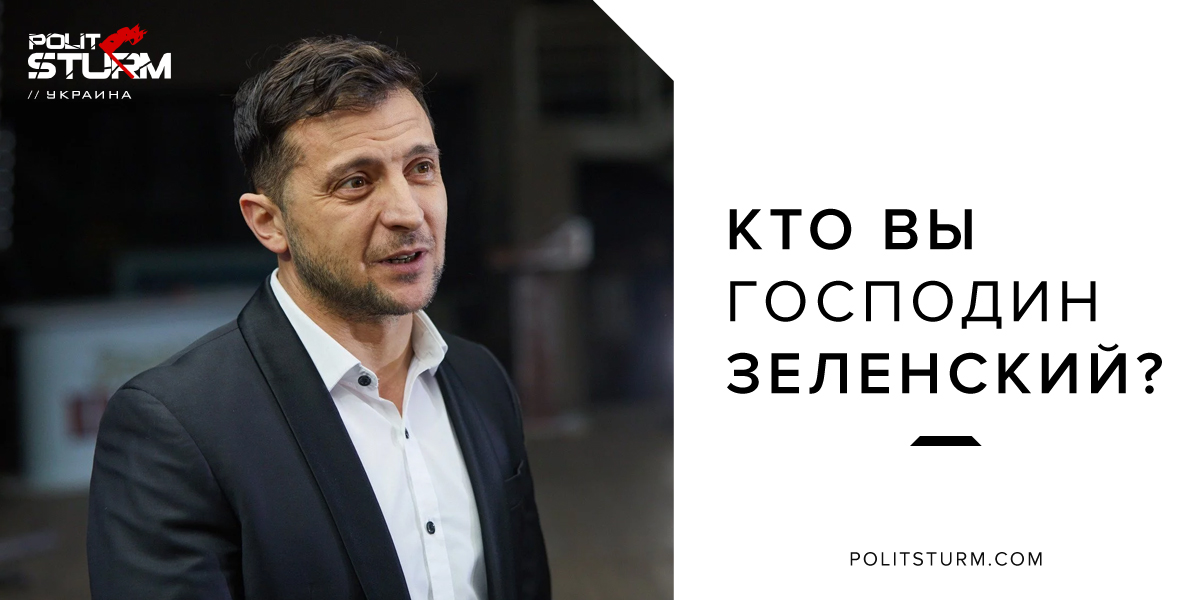 POLIT
STURM
// УКРАИНА
КТО ВЫ
ГОСПОДИН
ЗЕЛЕНСКИЙ?
POLITSTURM.COM